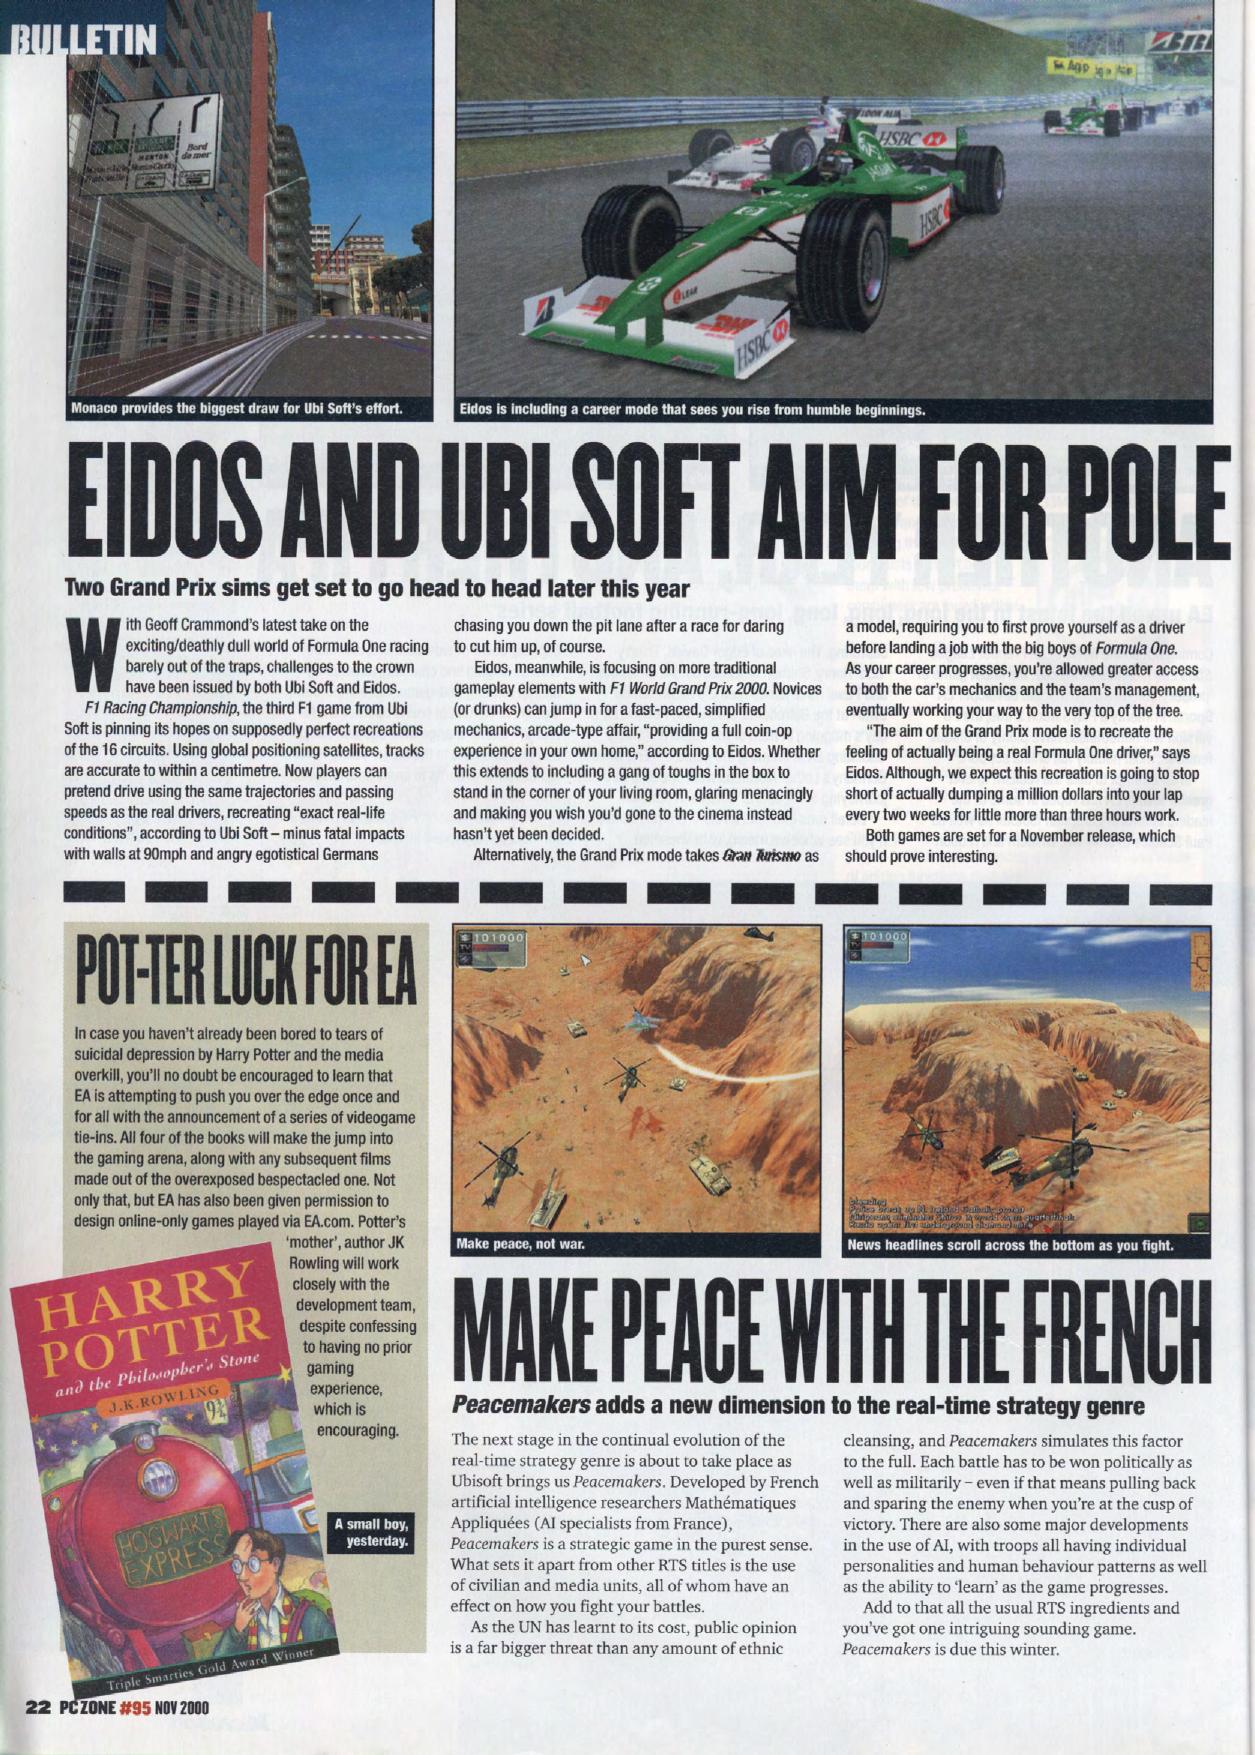 BULLETIN
Bord
de mer
MENTON
HSBC
HSBC
JAGUAR
LEAR
DHL
DHL
HSBC
Agip
Monaco provides the biggest draw for Ubi Soft's effort.
Eidos is including a career mode that sees you rise from humble beginnings.
EIDOS AND UBI SOFT AIM FOR POLE
Two Grand Prix sims get set to go head to head later this year
With Geoff Crammond's latest take on the
exciting/deathly dull world of Formula One racing
barely out of the traps, challenges to the crown
have been issued by both Ubi Soft and Eidos.
F1 Racing Championship, the third F1 game from Ubi
Soft is pinning its hopes on supposedly perfect recreations
of the 16 circuits. Using global positioning satellites, tracks
are accurate to within a centimetre. Now players can
pretend drive using the same trajectories and passing
speeds as the real drivers, recreating "exact real-life
conditions", according to Ubi Soft – minus fatal impacts
with walls at 90mph and angry egotistical Germans
chasing you down the pit lane after a race for daring
to cut him up, of course.
Eidos, meanwhile, is focusing on more traditional
gameplay elements with F1 World Grand Prix 2000. Novices
(or drunks) can jump in for a fast-paced, simplified
mechanics, arcade-type affair, "providing a full coin-op
experience in your own home," according to Eidos. Whether
this extends to including a gang of toughs in the box to
stand in the corner of your living room, glaring menacingly
and making you wish you'd gone to the cinema instead
hasn't yet been decided.
Alternatively, the Grand Prix mode takes Gran Turismo as
a model, requiring you to first prove yourself as a driver
before landing a job with the big boys of Formula One.
As your career progresses, you're allowed greater access
to both the car's mechanics and the team's management,
eventually working your way to the very top of the tree.
"The aim of the Grand Prix mode is to recreate the
feeling of actually being a real Formula One driver," says
Eidos. Although, we expect this recreation is going to stop
short of actually dumping a million dollars into your lap
every two weeks for little more than three hours work.
Both games are set for a November release, which
should prove interesting.
POT-TER LUCK FOR EA
In case you haven't already been bored to tears of
suicidal depression by Harry Potter and the media
overkill, you'll no doubt be encouraged to learn that
EA is attempting to push you over the edge once and
for all with the announcement of a series of videogame
tie-ins. All four of the books will make the jump into
the gaming arena, along with any subsequent films
made out of the overexposed bespectacled one. Not
only that, but EA has also been given permission to
design online-only games played via EA.com. Potter's
'mother', author JK
Rowling will work
closely with the
development team,
despite confessing
to having no prior
gaming
experience,
which is
encouraging.
HARRY
POTTER
and the Philosopher's Stone
J.K.ROWLING
9¾
HOGWARTS
EXPRESS
Triple Smarties Gold Award Winner
A small boy,
yesterday.
101000
TV
101000
TV
Make peace, not war.
News headlines scroll across the bottom as you fight.
MAKE PEACE WITH THE FRENCH
Peacemakers adds a new dimension to the real-time strategy genre
The next stage in the continual evolution of the
real-time strategy genre is about to take place as
Ubisoft brings us Peacemakers. Developed by French
artificial intelligence researchers Mathématiques
Appliquées (AI specialists from France),
Peacemakers is a strategic game in the purest sense.
What sets it apart from other RTS titles is the use
of civilian and media units, all of whom have an
effect on how you fight your battles.
As the UN has learnt to its cost, public opinion
is a far bigger threat than any amount of ethnic
cleansing, and Peacemakers simulates this factor
to the full. Each battle has to be won politically as
well as militarily – even if that means pulling back
and sparing the enemy when you're at the cusp of
victory. There are also some major developments
in the use of AI, with troops all having individual
personalities and human behaviour patterns as well
as the ability to 'learn' as the game progresses.
Add to that all the usual RTS ingredients and
you've got one intriguing sounding game.
Peacemakers is due this winter.
22 PC ZONE #95 NOV 2000